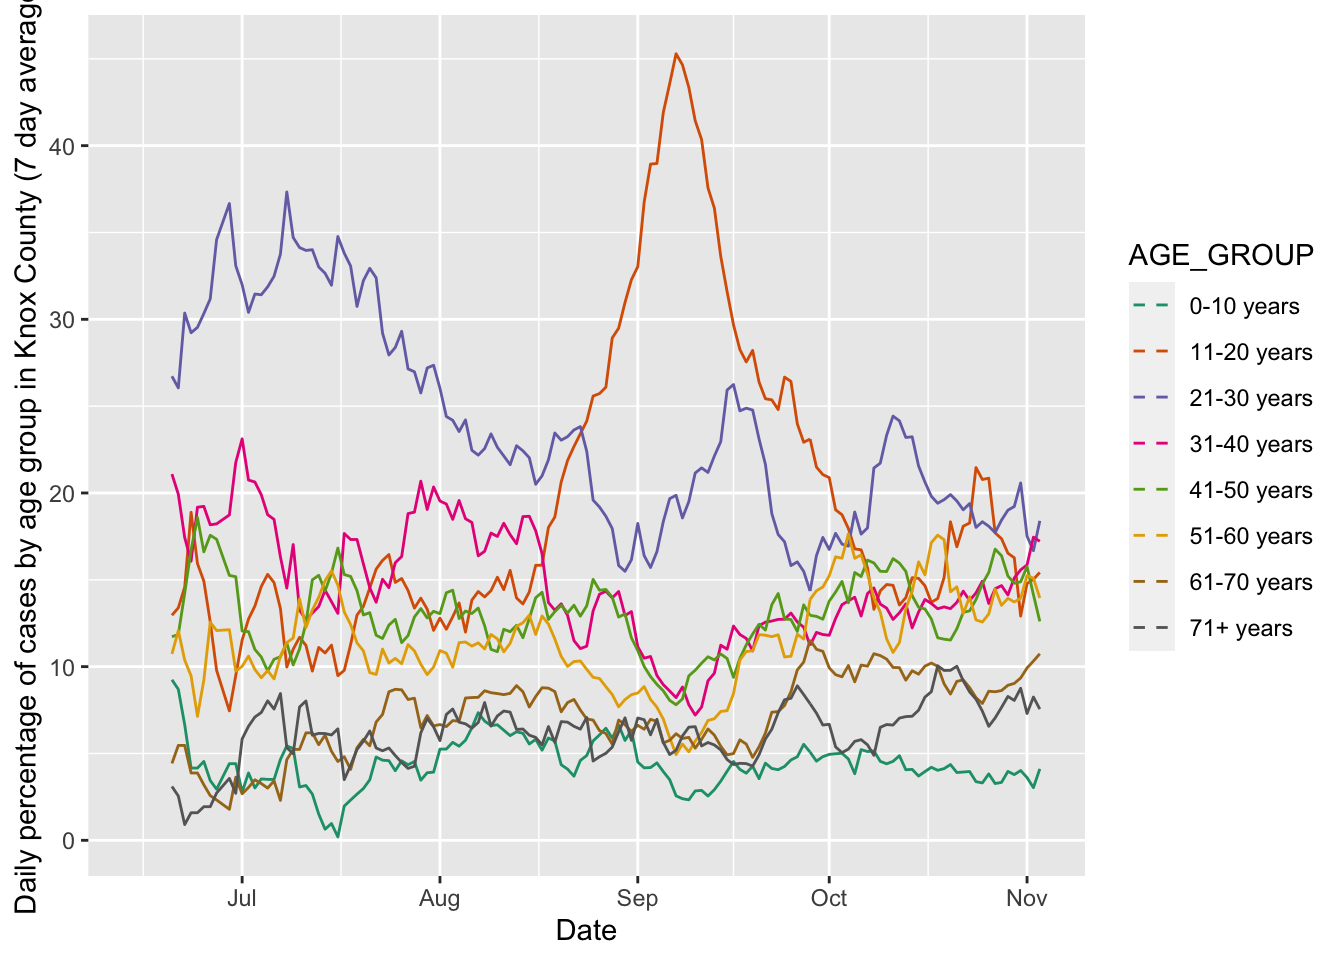 Daily percentage of cases by age group in Knox County (7 day average
40
30
20
10
0
Jul Aug Sep Oct Nov
Date
AGE_GROUP
0-10 years
11-20 years
21-30 years
31-40 years
41-50 years
51-60 years
61-70 years
71+ years